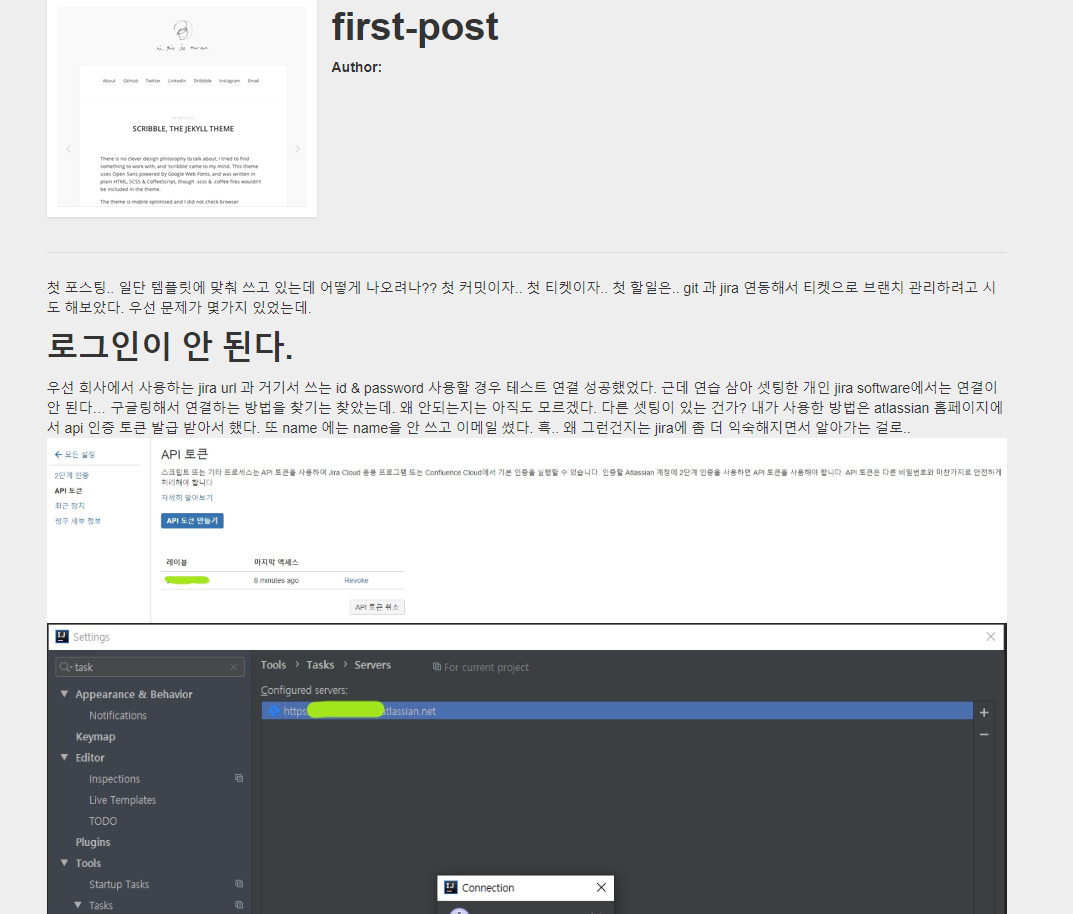 first-post
Author:
About GitHub Twitter LinkedIn Dribbble Instagram Email
SCRIBBLE, THE JEKYLL THEME
There is no clever design philosophy to talk about, I tried to find
something to work with, and 'scribble' came to my mind. This theme
uses Open Sans powered by Google Web Fonts, and was written in
plain HTML, SCSS & CoffeeScript, though .scss & .coffee files wouldn't
be included in the theme.
The theme is mobile optimised and I did not check browser
첫 포스팅.. 일단 템플릿에 맞춰 쓰고 있는데 어떻게 나오려나?? 첫 커밋이자.. 첫 티켓이자.. 첫 할일은.. git 과 jira 연동해서 티켓으로 브랜치 관리하려고 시
도 해보았다. 우선 문제가 몇가지 있었는데.
로그인이 안 된다.
우선 회사에서 사용하는 jira url 과 거기서 쓰는 id & password 사용할 경우 테스트 연결 성공했었다. 근데 연습 삼아 셋팅한 개인 jira software에서는 연결이
안 된다… 구글링해서 연결하는 방법을 찾기는 찾았는데. 왜 안되는지는 아직도 모르겠다. 다른 셋팅이 있는 건가? 내가 사용한 방법은 atlassian 홈페이지에
서 api 인증 토큰 발급 받아서 했다. 또 name 에는 name을 안 쓰고 이메일 썼다. 흑.. 왜 그런건지는 jira에 좀 더 익숙해지면서 알아가는 걸로..
← 모든 설정
2단계 인증
API 토큰
최근 장치
청구 세부 정보
API 토큰
스크립트 또는 기타 프로세스는 API 토큰을 사용하여 Jira Cloud 응용 프로그램 또는 Confluence Cloud에서 기본 인증을 실행할 수 있습니다. 인증할 Atlassian 계정에 2단계 인증을 사용하면 API 토큰을 사용해야 합니다. API 토큰은 다른 비밀번호와 마찬가지로 안전하게
처리해야 합니다.
자세히 알아보기
API 토큰 만들기
레이블 마지막 액세스
8 minutes ago Revoke
API 토큰 취소
Settings
task
Appearance & Behavior
Notifications
Keymap
Editor
Inspections
Live Templates
TODO
Plugins
Tools
Startup Tasks
Tasks
Tools › Tasks › Servers For current project
Configured servers:
https atlassian.net
Connection